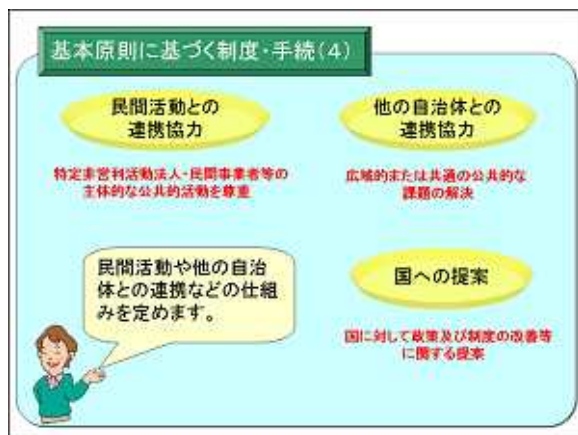 基本原則に基づく制度・手続(4)
民間活動との
連携協力
特定非営利活動法人・民間事業者等の
主体的な公共的活動を尊重
他の自治体との
連携協力
広域的または共通の公共的な
課題の解決
民間活動や他の自治
体との連携などの仕組
みを定めます。
国への提案
国に対して政策及び制度の改善等
に関する提案